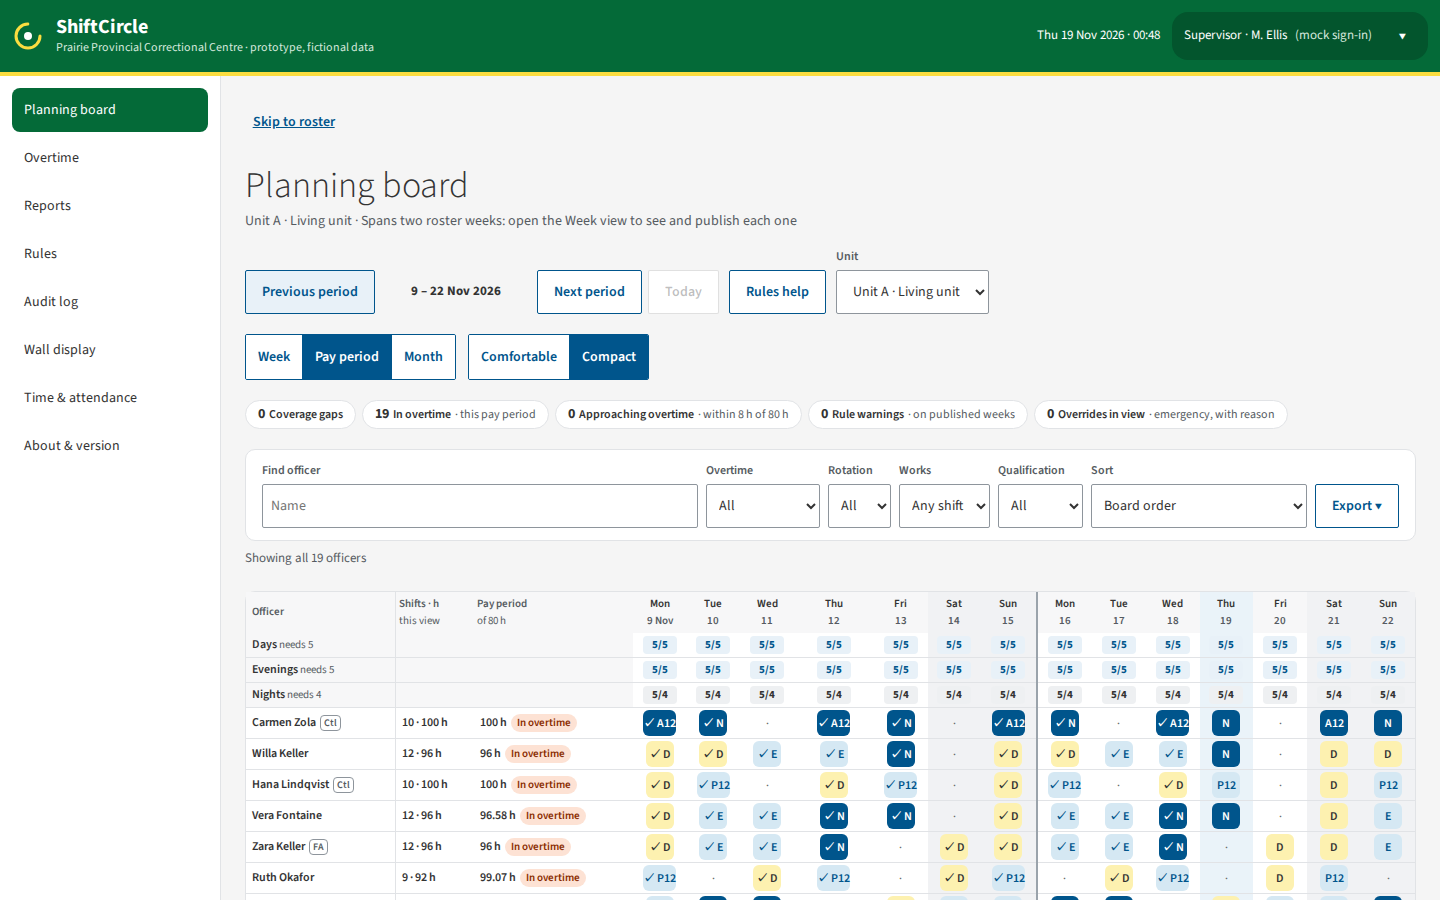 ShiftCircle
Prairie Provincial Correctional Centre · prototype, fictional data
Thu 19 Nov 2026 · 00:48
Supervisor · M. Ellis (mock sign-in) ▾
Planning board
Overtime
Reports
Rules
Audit log
Wall display
Time & attendance
About & version
Skip to roster
Planning board
Unit A · Living unit · Spans two roster weeks: open the Week view to see and publish each one
Unit
Previous period 9 – 22 Nov 2026 Next period Today Rules help Unit A · Living unit
Week Pay period Month Comfortable Compact
0 Coverage gaps 19 In overtime · this pay period 0 Approaching overtime · within 8 h of 80 h 0 Rule warnings · on published weeks 0 Overrides in view · emergency, with reason
Find officer Overtime Rotation Works Qualification Sort
Name All All Any shift All Board order Export ▾
Showing all 19 officers
Officer Shifts · h this view Pay period of 80 h Mon 9 Nov Tue 10 Wed 11 Thu 12 Fri 13 Sat 14 Sun 15 Mon 16 Tue 17 Wed 18 Thu 19 Fri 20 Sat 21 Sun 22
Days needs 5 5/5 5/5 5/5 5/5 5/5 5/5 5/5 5/5 5/5 5/5 5/5 5/5 5/5 5/5
Evenings needs 5 5/5 5/5 5/5 5/5 5/5 5/5 5/5 5/5 5/5 5/5 5/5 5/5 5/5 5/5
Nights needs 4 5/4 5/4 5/4 5/4 5/4 5/4 5/4 5/4 5/4 5/4 5/4 5/4 5/4 5/4
Carmen Zola Ctl 10 · 100 h 100 h In overtime ✓ A12 ✓ N · ✓ A12 ✓ N · ✓ A12 ✓ N · ✓ A12 N · A12 N
Willa Keller 12 · 96 h 96 h In overtime ✓ D ✓ D ✓ E ✓ E ✓ N · ✓ D ✓ D ✓ E ✓ E N · D D
Hana Lindqvist Ctl 10 · 100 h 100 h In overtime ✓ D ✓ P12 · ✓ D ✓ P12 · ✓ D ✓ P12 · ✓ D P12 · D P12
Vera Fontaine 12 · 96 h 96.58 h In overtime ✓ D ✓ E ✓ E ✓ N ✓ N · ✓ D ✓ E ✓ E ✓ N N · D E
Zara Keller FA 12 · 96 h 96 h In overtime ✓ D ✓ E ✓ E ✓ N · ✓ D ✓ D ✓ E ✓ E ✓ N · D D E
Ruth Okafor 9 · 92 h 99.07 h In overtime ✓ P12 · ✓ D ✓ P12 · ✓ D ✓ P12 · ✓ D ✓ P12 · D P12 ·